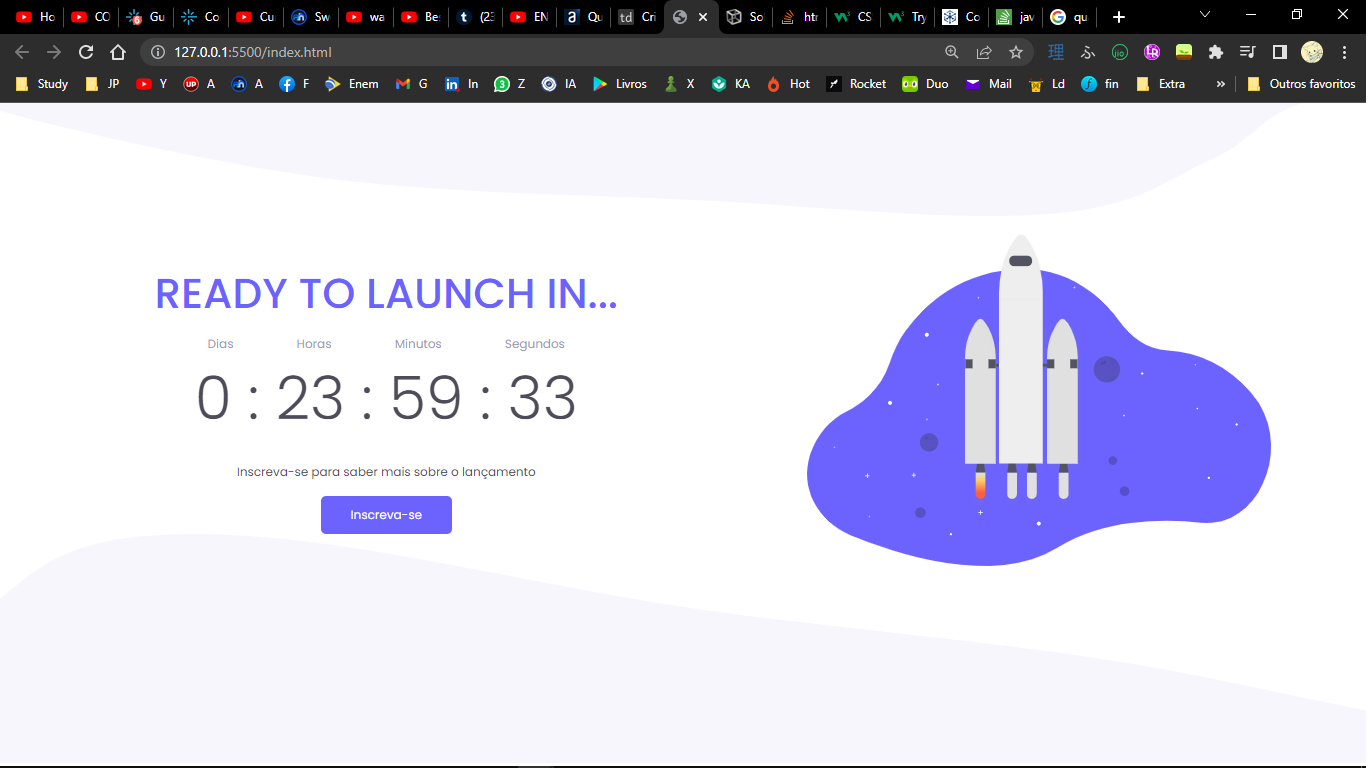 Ho
CO
Gu
Co
Cu
Sw
wa
Be
(2
EN
Qu
Cri
So
htr
CS
Try
Co
jav
qu
127.0.0.1:5500/index.html
Study JP Y A A F Enem G In Z IA Livros X KA Hot Rocket Duo Mail Ld fin Extra » Outros favoritos
READY TO LAUNCH IN...
Dias Horas Minutos Segundos
0 : 23 : 59 : 33
Inscreva-se para saber mais sobre o lançamento
Inscreva-se